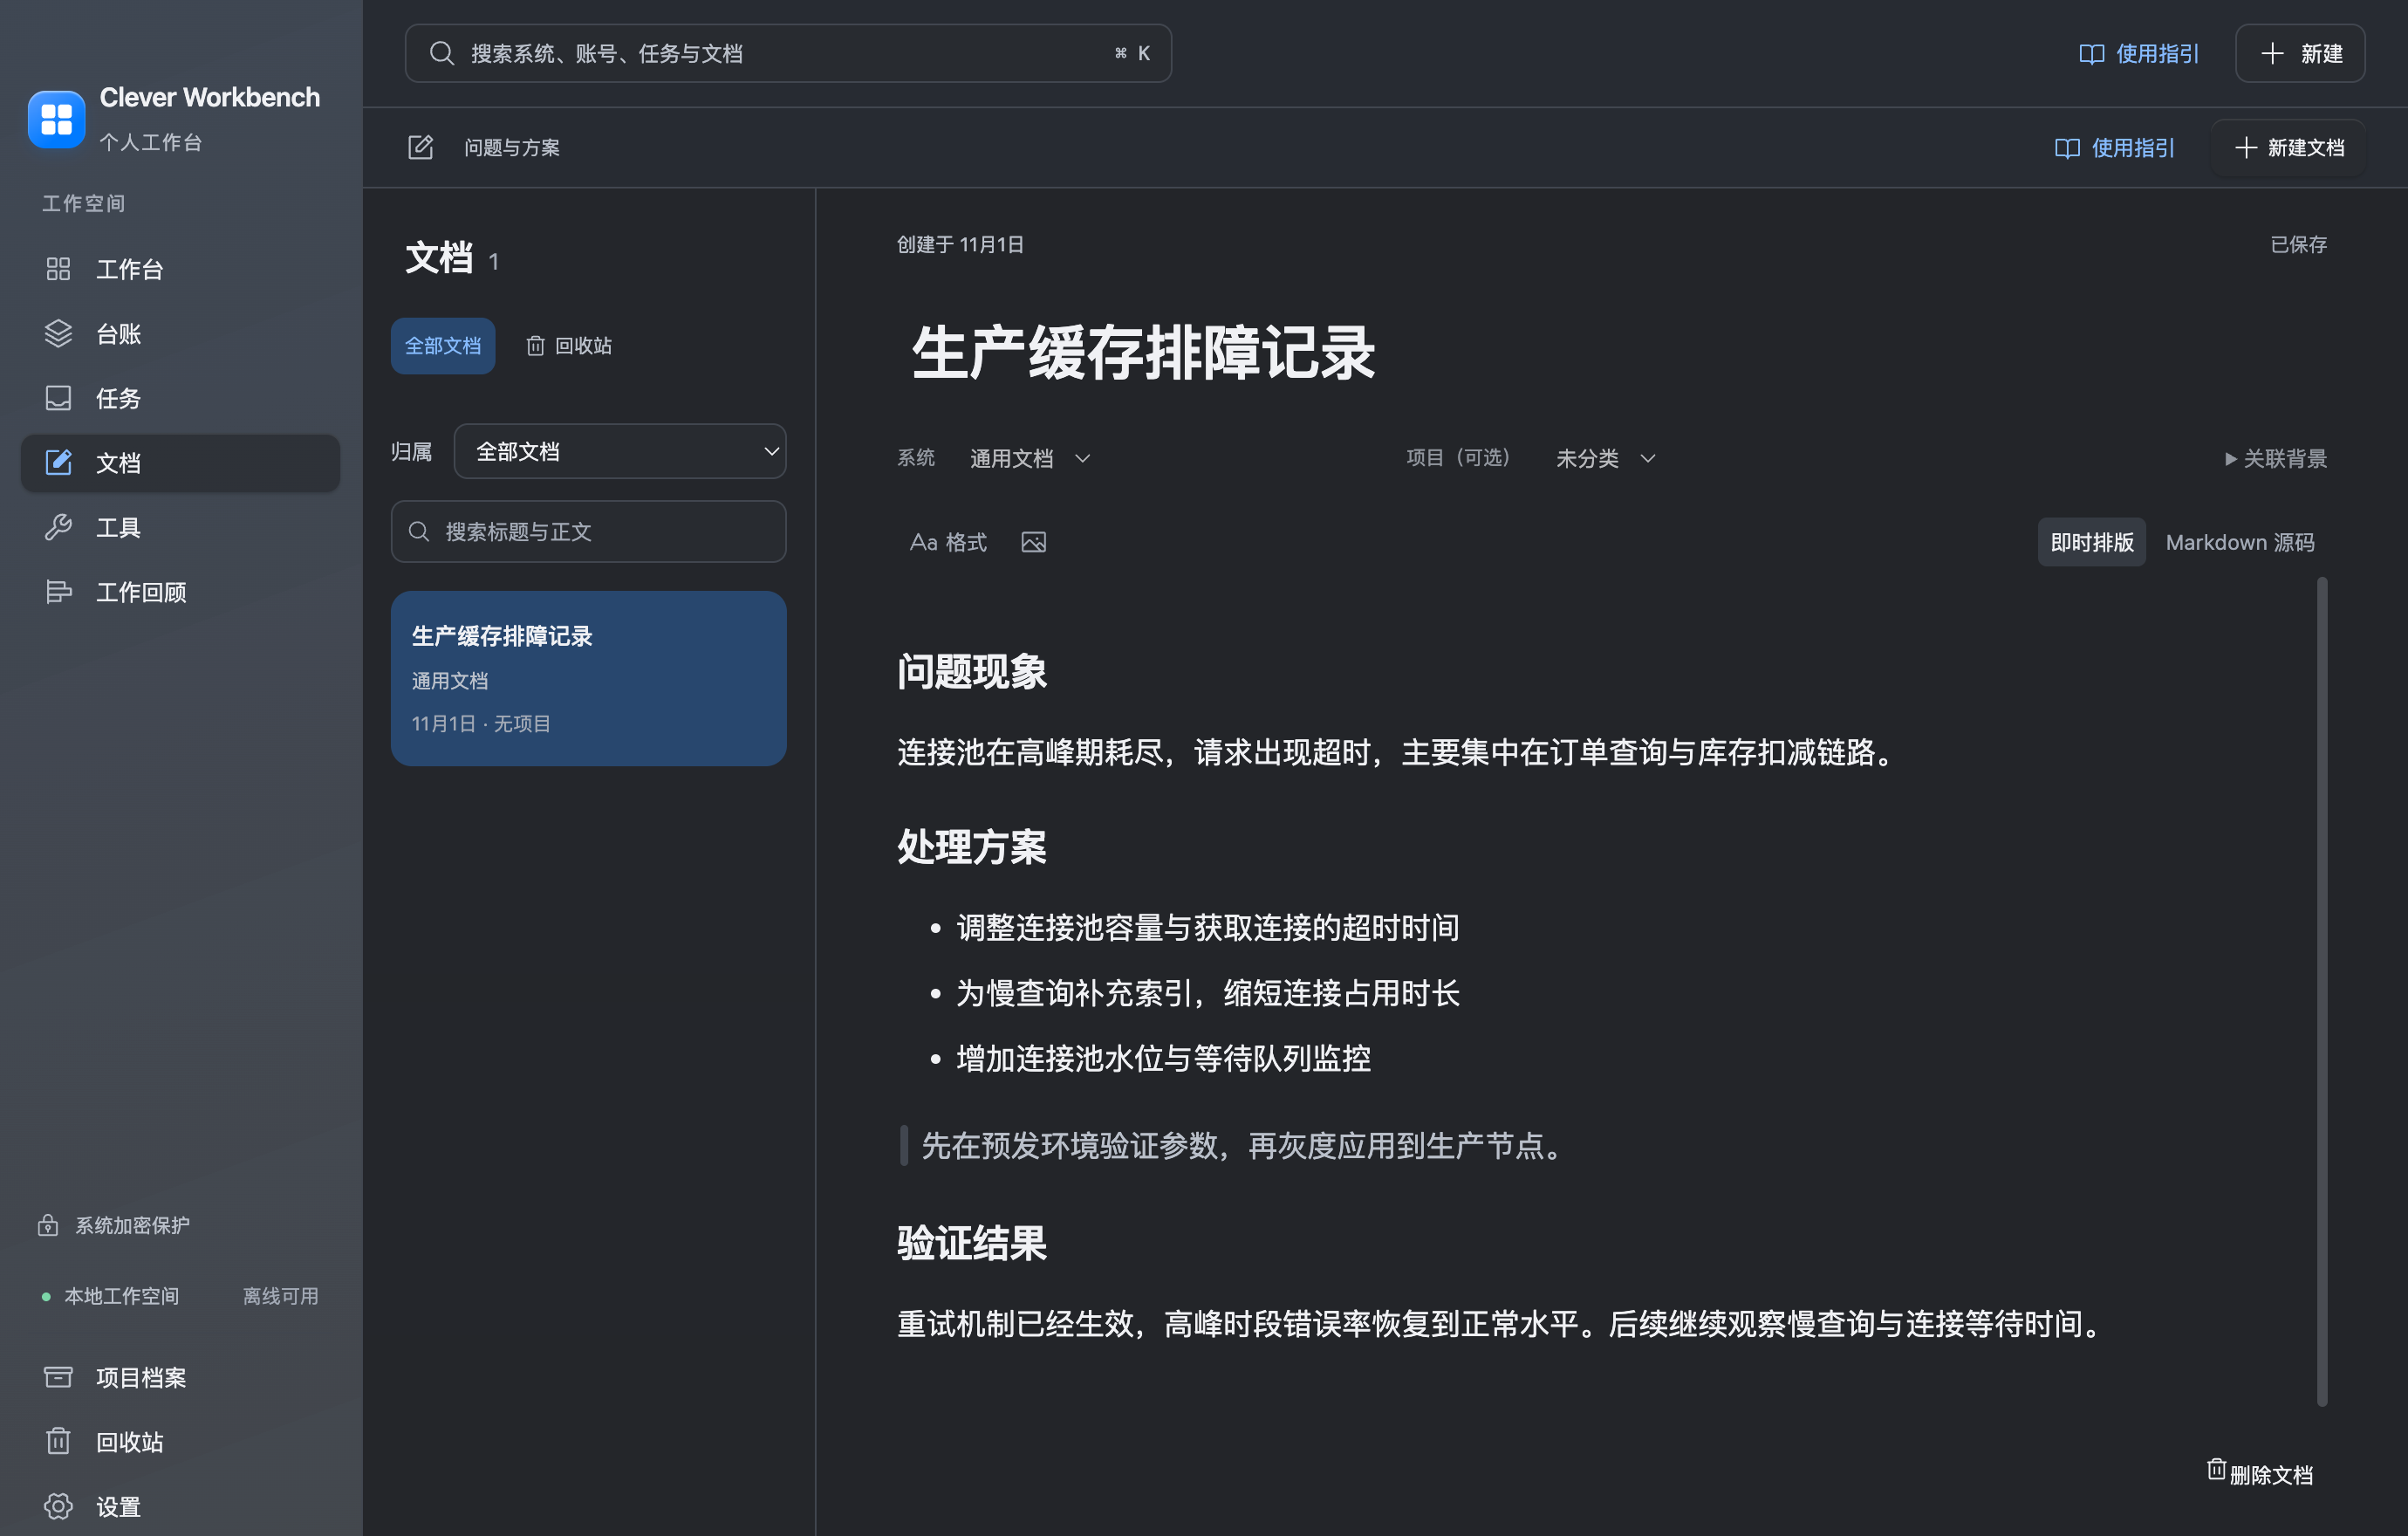 Clever Workbench
个人工作台
工作空间
工作台
台账
任务
文档
工具
工作回顾
系统加密保护
本地工作空间 离线可用
项目档案
回收站
设置
搜索系统、账号、任务与文档 ⌘ K
使用指引
新建
问题与方案
使用指引
新建文档
文档 1
全部文档
回收站
归属 全部文档
搜索标题与正文
生产缓存排障记录
通用文档
11月1日 · 无项目
创建于 11月1日
已保存
生产缓存排障记录
系统 通用文档
项目（可选） 未分类
关联背景
Aa 格式
即时排版
Markdown 源码
问题现象
连接池在高峰期耗尽，请求出现超时，主要集中在订单查询与库存扣减链路。
处理方案
• 调整连接池容量与获取连接的超时时间
• 为慢查询补充索引，缩短连接占用时长
• 增加连接池水位与等待队列监控
先在预发环境验证参数，再灰度应用到生产节点。
验证结果
重试机制已经生效，高峰时段错误率恢复到正常水平。后续继续观察慢查询与连接等待时间。
删除文档